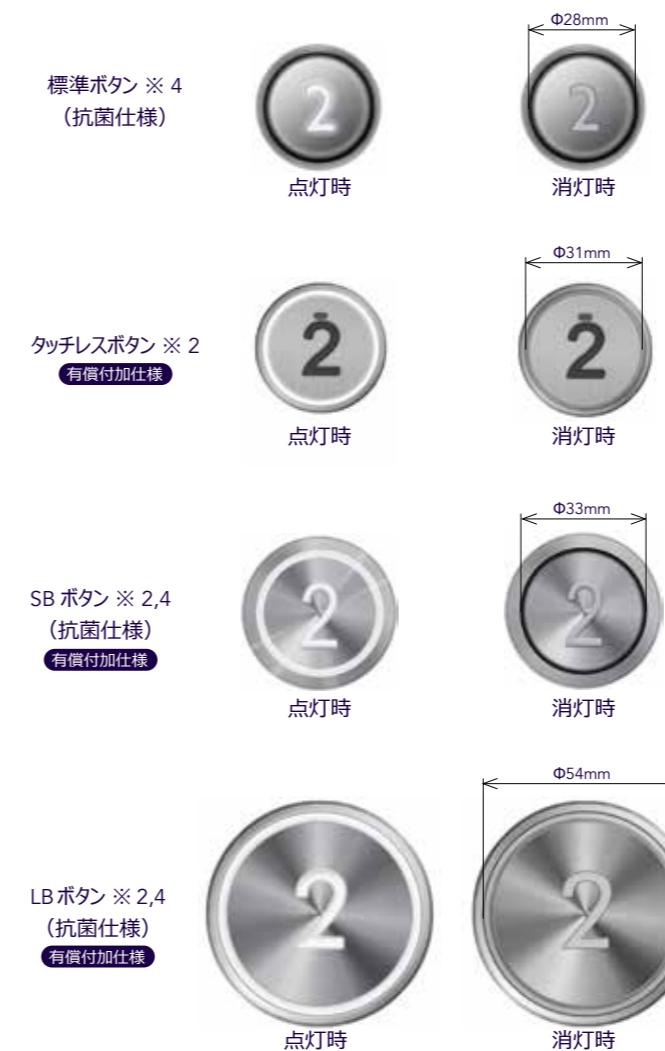 Φ28mm
標準ボタン ※ 4
（抗菌仕様）
2
2
点灯時
消灯時
Φ31mm
タッチレスボタン ※ 2
有償付加仕様
2
2
点灯時
消灯時
Φ33mm
SB ボタン ※ 2,4
（抗菌仕様）
有償付加仕様
2
2
点灯時
消灯時
Φ54mm
LB ボタン ※ 2,4
（抗菌仕様）
有償付加仕様
2
2
点灯時
消灯時